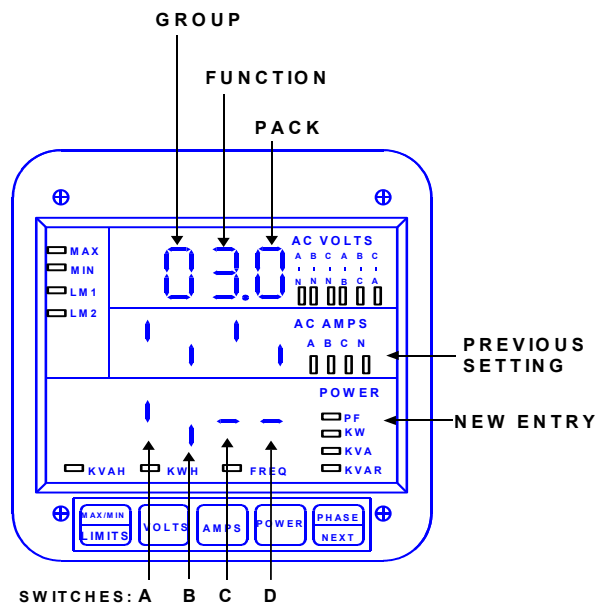 GROUP
FUNCTION
PACK
03.0
MAX
MIN
LM1
LM2
AC VOLTS
A B C A B C
- - - - - -
N N N B C A
AC AMPS
A B C N
PREVIOUS
SETTING
POWER
PF
KW
KVA
KVAR
NEW ENTRY
KVAH KWH FREQ
MAX/MIN
LIMITS
VOLTS
AMPS
POWER
PHASE
NEXT
SWITCHES: A B C D